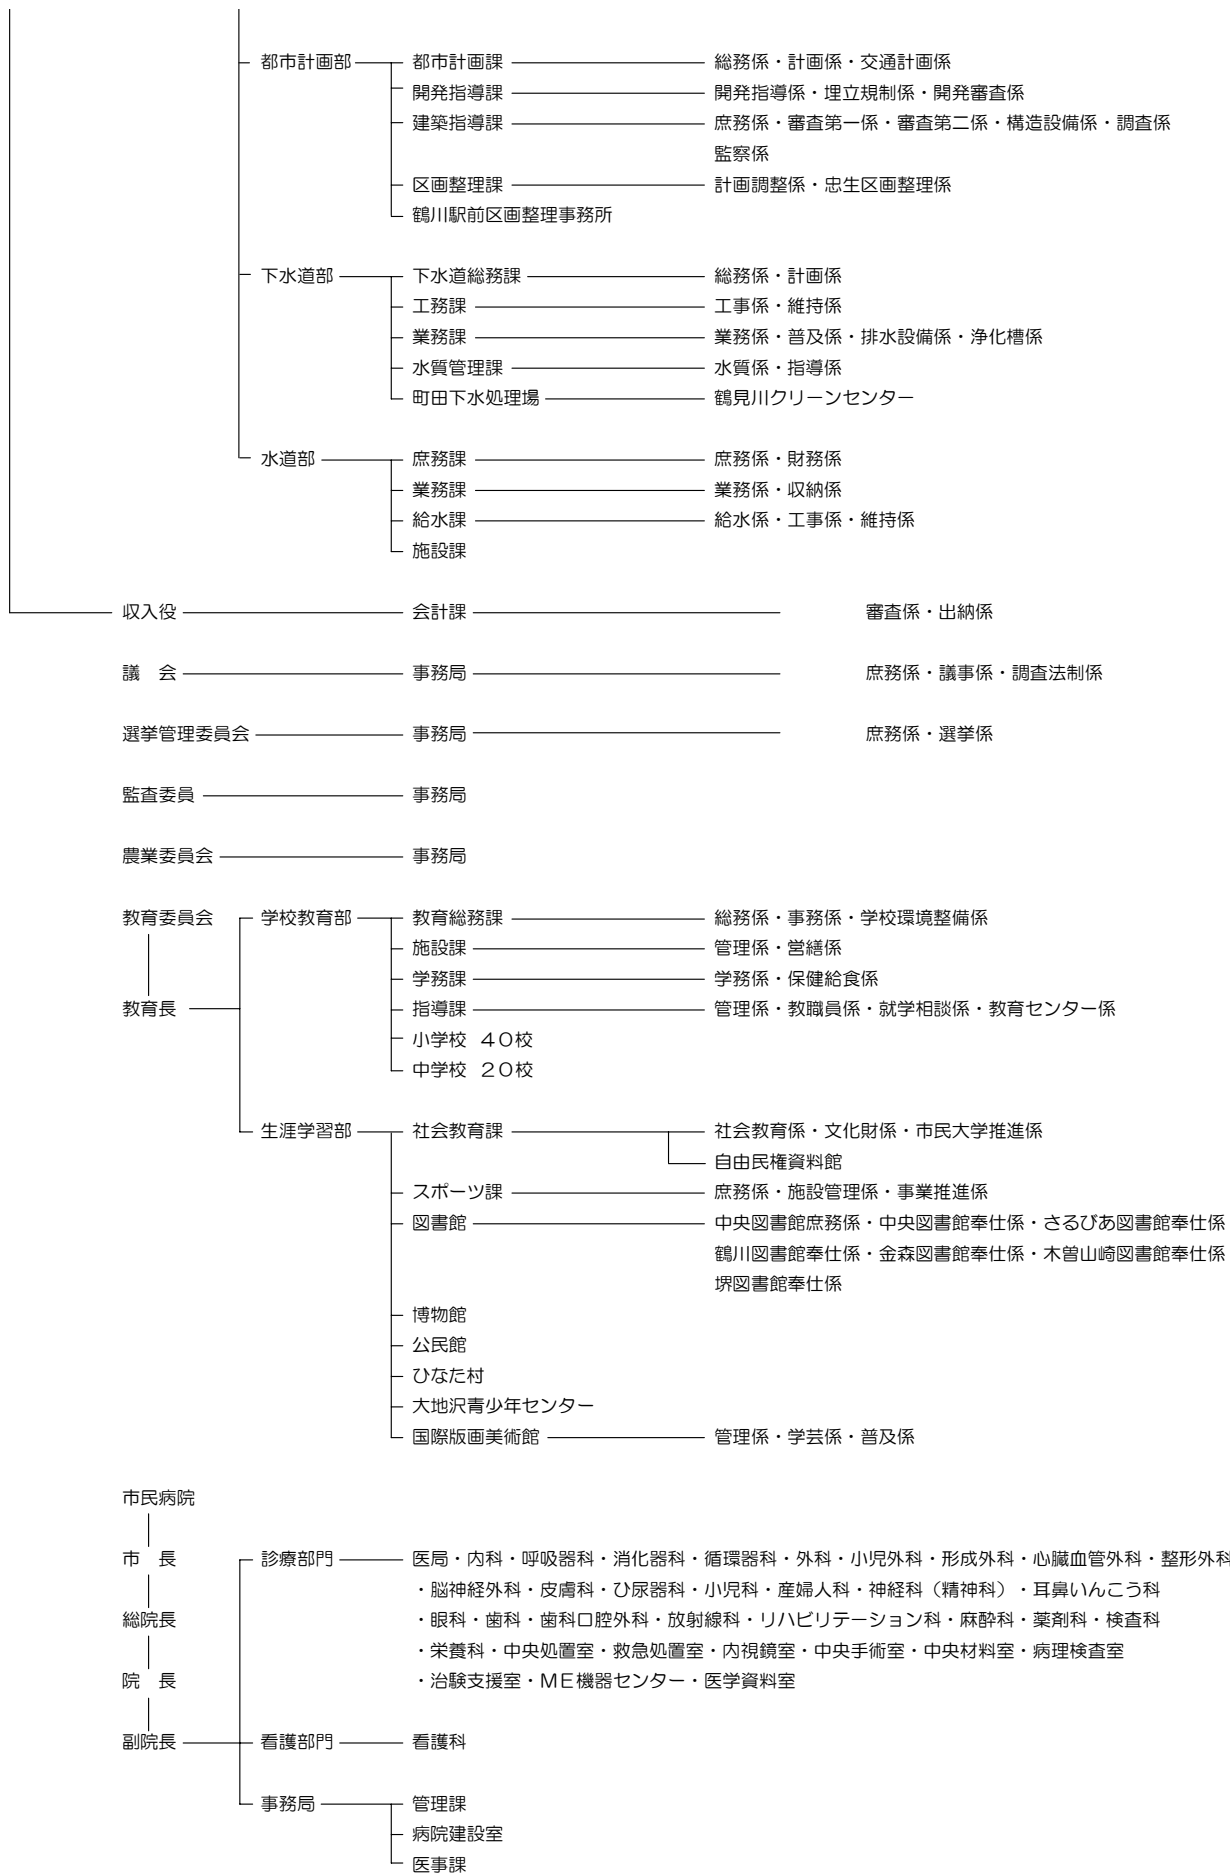 都市計画部 都市計画課 総務係・計画係・交通計画係
開発指導課 開発指導係・埋立規制係・開発審査係
建築指導課 庶務係・審査第一係・審査第二係・構造設備係・調査係
監察係
区画整理課 計画調整係・忠生区画整理係
鶴川駅前区画整理事務所
下水道部 下水道総務課 総務係・計画係
工務課 工事係・維持係
業務課 業務係・普及係・排水設備係・浄化槽係
水質管理課 水質係・指導係
町田下水処理場 鶴見川クリーンセンター
水道部 庶務課 庶務係・財務係
業務課 業務係・収納係
給水課 給水係・工事係・維持係
施設課
収入役 会計課 審査係・出納係
議 会 事務局 庶務係・議事係・調査法制係
選挙管理委員会 事務局 庶務係・選挙係
監査委員 事務局
農業委員会 事務局
教育委員会 学校教育部 教育総務課 総務係・事務係・学校環境整備係
施設課 管理係・営繕係
学務課 学務係・保健給食係
教育長 指導課 管理係・教職員係・就学相談係・教育センター係
小学校 40校
中学校 20校
生涯学習部 社会教育課 社会教育係・文化財係・市民大学推進係
自由民権資料館
スポーツ課 庶務係・施設管理係・事業推進係
図書館 中央図書館庶務係・中央図書館奉仕係・さるびあ図書館奉仕係
鶴川図書館奉仕係・金森図書館奉仕係・木曽山崎図書館奉仕係
堺図書館奉仕係
博物館
公民館
ひなた村
大地沢青少年センター
国際版画美術館 管理係・学芸係・普及係
市民病院
市 長 診療部門 医局・内科・呼吸器科・消化器科・循環器科・外科・小児外科・形成外科・心臓血管外科・整形外科
・脳神経外科・皮膚科・ひ尿器科・小児科・産婦人科・神経科（精神科）・耳鼻いんこう科
総院長 ・眼科・歯科・歯科口腔外科・放射線科・リハビリテーション科・麻酔科・薬剤科・検査科
・栄養科・中央処置室・救急処置室・内視鏡室・中央手術室・中央材料室・病理検査室
院 長 ・治験支援室・ME機器センター・医学資料室
副院長 看護部門 看護科
事務局 管理課
病院建設室
医事課